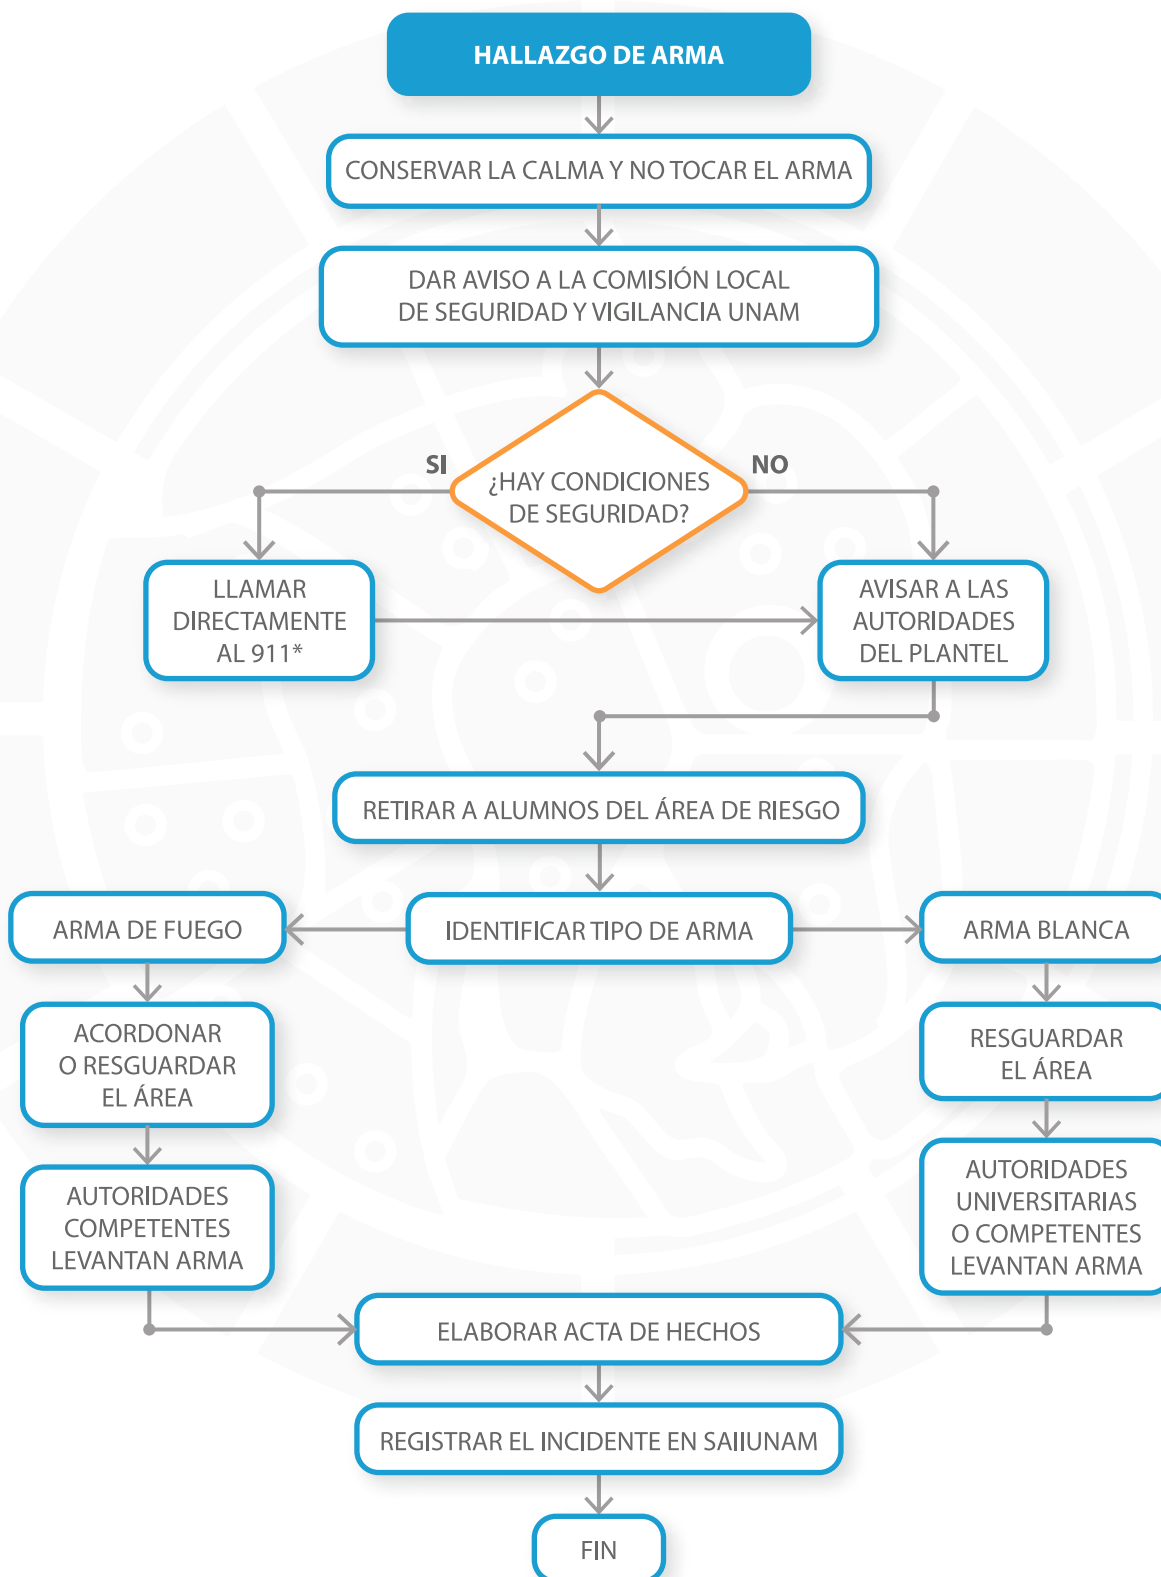 HALLAZGO DE ARMA
CONSERVAR LA CALMA Y NO TOCAR EL ARMA
DAR AVISO A LA COMISIÓN LOCAL
DE SEGURIDAD Y VIGILANCIA UNAM
SI
NO
¿HAY CONDICIONES
DE SEGURIDAD?
LLAMAR
DIRECTAMENTE
AL 911*
AVISAR A LAS
AUTORIDADES
DEL PLANTEL
RETIRAR A ALUMNOS DEL ÁREA DE RIESGO
ARMA DE FUEGO
IDENTIFICAR TIPO DE ARMA
ARMA BLANCA
ACORDONAR
O RESGUARDAR
EL ÁREA
RESGUARDAR
EL ÁREA
AUTORIDADES
COMPETENTES
LEVANTAN ARMA
AUTORIDADES
UNIVERSITARIAS
O COMPETENTES
LEVANTAN ARMA
ELABORAR ACTA DE HECHOS
REGISTRAR EL INCIDENTE EN SAIIUNAM
FIN